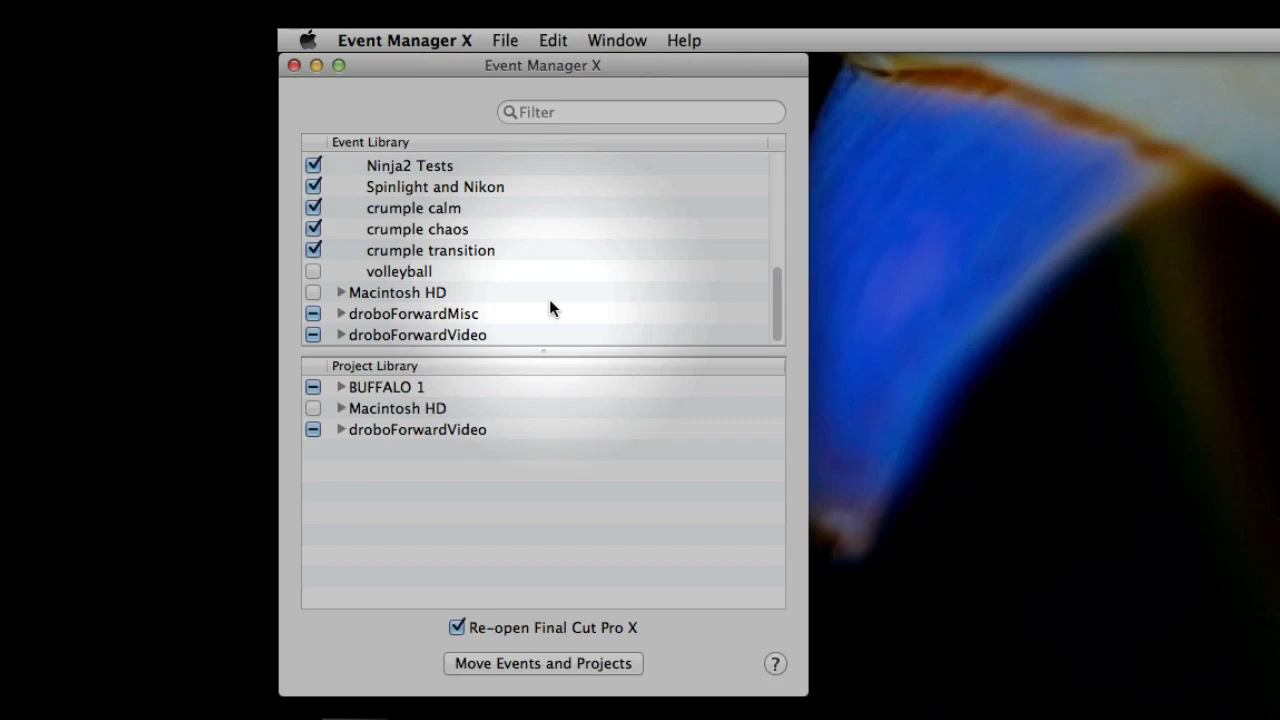 Event Manager X File Edit Window Help
Event Manager X
Filter
Event Library
Ninja2 Tests
Spinlight and Nikon
crumple calm
crumple chaos
crumple transition
volleyball
Macintosh HD
droboForwardMisc
droboForwardVideo
Project Library
BUFFALO 1
Macintosh HD
droboForwardVideo
Re-open Final Cut Pro X
Move Events and Projects ?